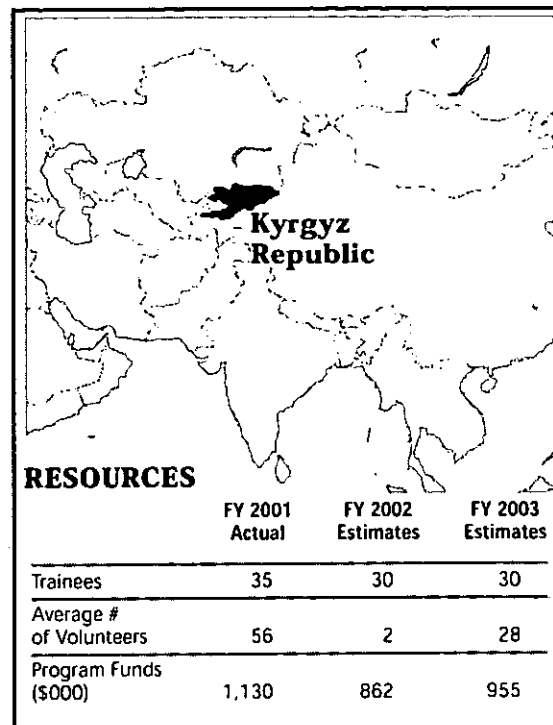 Kyrgyz
Republic
RESOURCES
FY 2001 FY 2002 FY 2003
Actual Estimates Estimates
Trainees 35 30 30
Average #
of Volunteers 56 2 28
Program Funds
($000) 1,130 862 955